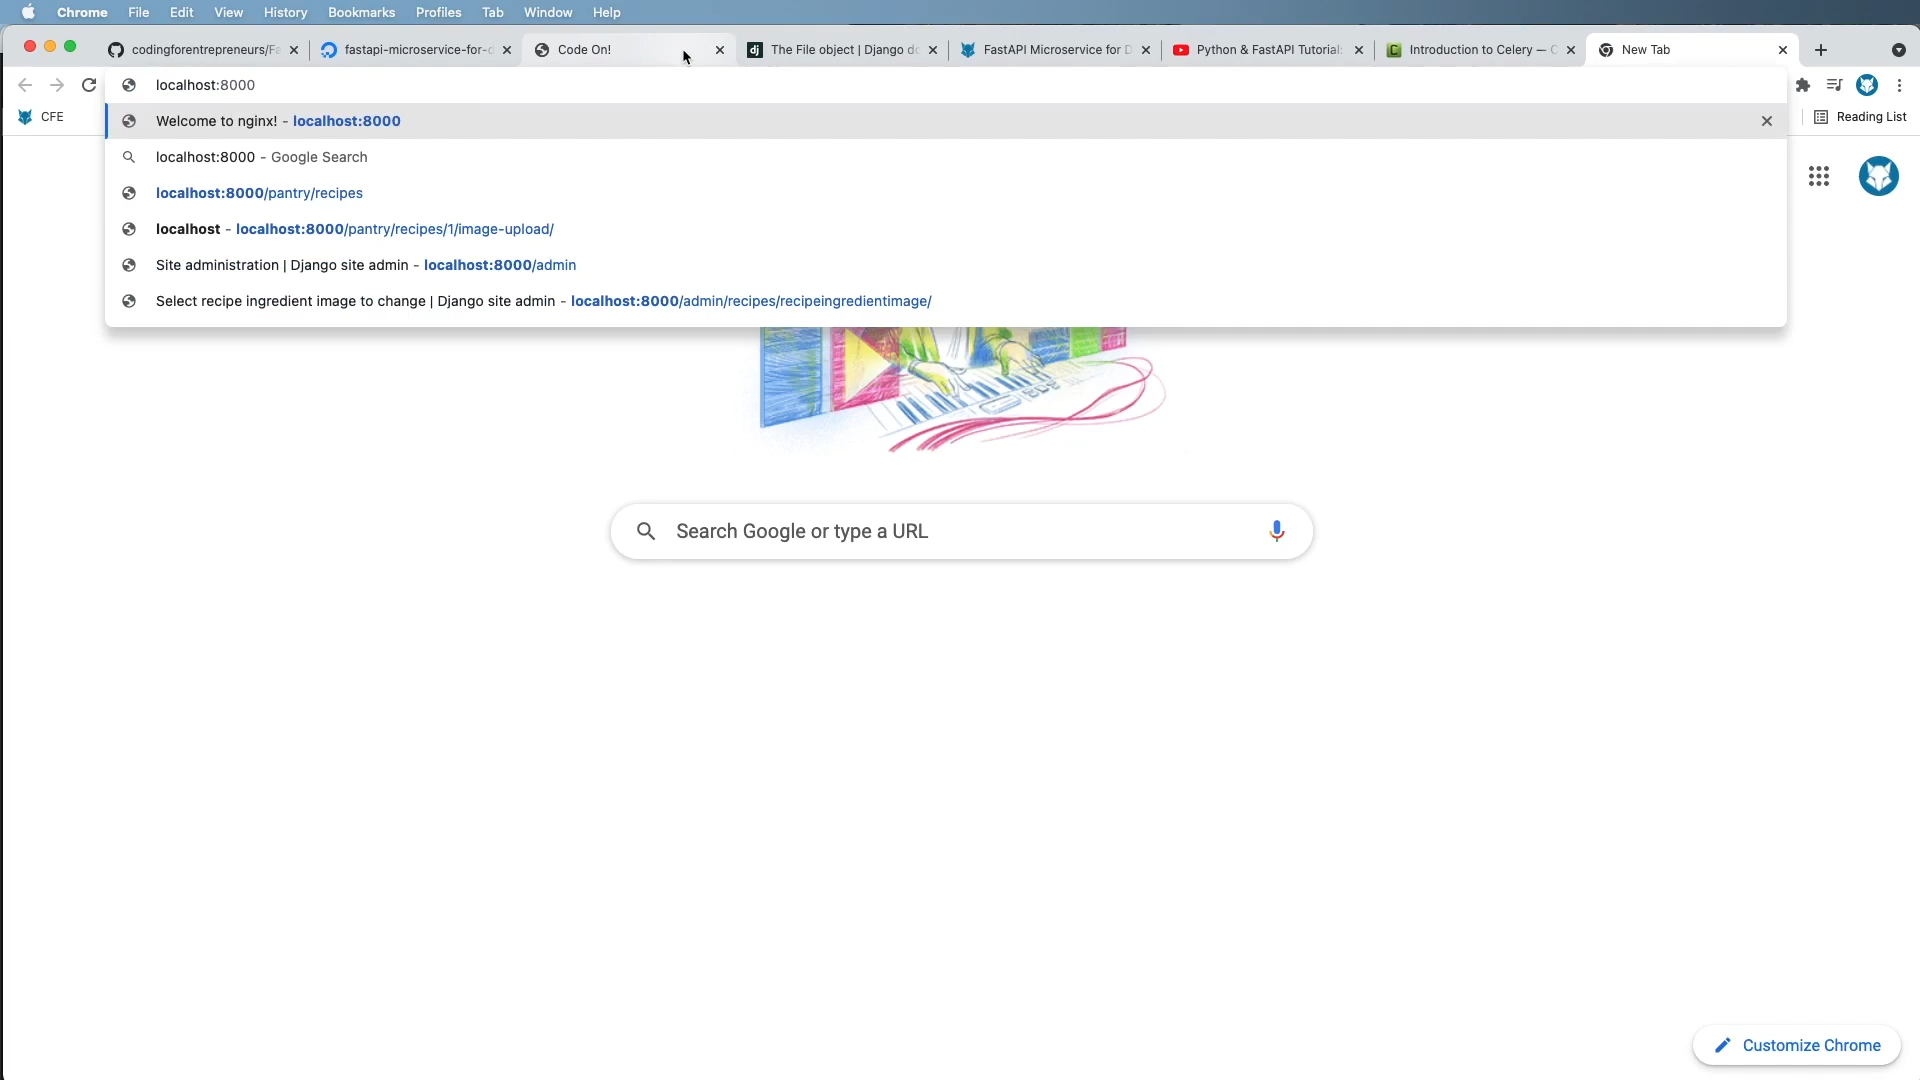 Chrome File Edit View History Bookmarks Profiles Tab Window Help
codingforentrepreneurs/Fa
fastapi-microservice-for-d
Code On!
The File object | Django do
FastAPI Microservice for D
Python & FastAPI Tutorial:
Introduction to Celery — C
New Tab
localhost:8000
CFE
Reading List
Welcome to nginx! - localhost:8000
localhost:8000 - Google Search
localhost:8000/pantry/recipes
localhost - localhost:8000/pantry/recipes/1/image-upload/
Site administration | Django site admin - localhost:8000/admin
Select recipe ingredient image to change | Django site admin - localhost:8000/admin/recipes/recipeingredientimage/
Search Google or type a URL
Customize Chrome